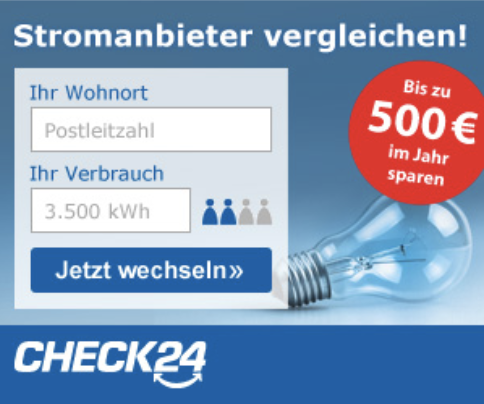 Stromanbieter vergleichen!
Ihr Wohnort
Postleitzahl
Ihr Verbrauch
3.500 kWh
Jetzt wechseln»
Bis zu
500 €
im Jahr
sparen
CHECK24